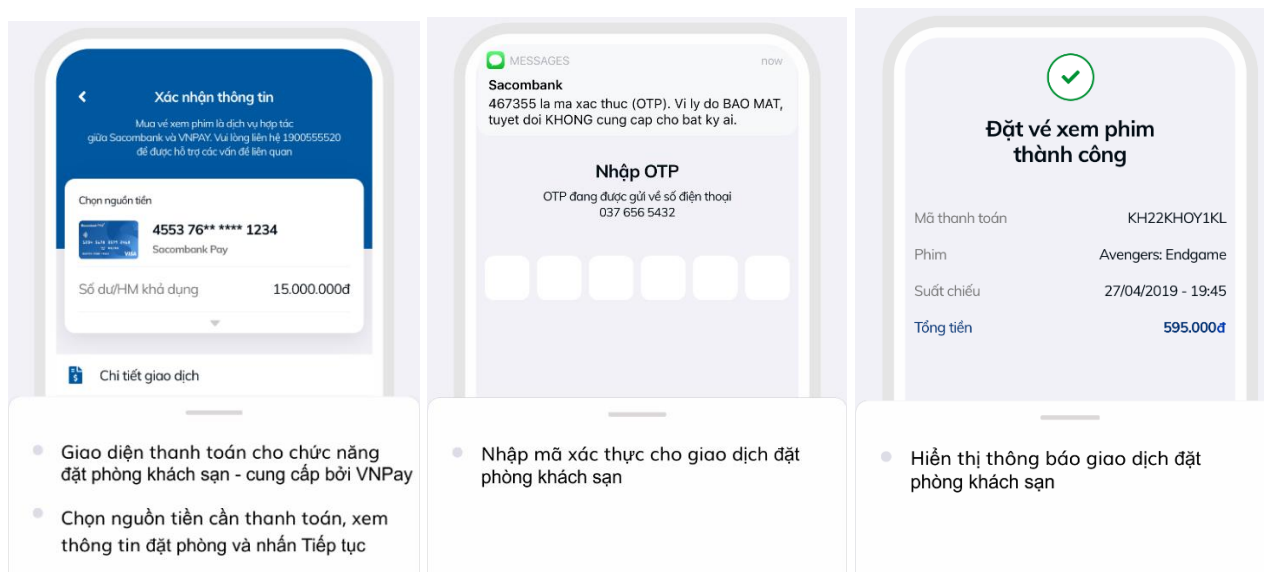 Xác nhận thông tin
Mua vé xem phim là dịch vụ hợp tác
giữa Sacombank và VNPAY. Vui lòng liên hệ 1900555520
để được hỗ trợ các vấn đề liên quan
Chọn nguồn tiền
4553 76** **** 1234
Sacombank Pay
VISA
Số dư/HM khả dụng 15.000.000đ
Chi tiết giao dịch
Giao diện thanh toán cho chức năng
đặt phòng khách sạn - cung cấp bởi VNPay
Chọn nguồn tiền cần thanh toán, xem
thông tin đặt phòng và nhấn Tiếp tục
MESSAGES now
Sacombank
467355 la ma xac thuc (OTP). Vi ly do BAO MAT,
tuyet doi KHONG cung cap cho bat ky ai.
Nhập OTP
OTP đang được gửi về số điện thoại
037 656 5432
Nhập mã xác thực cho giao dịch đặt
phòng khách sạn
Đặt vé xem phim
thành công
Mã thanh toán KH22KHOY1KL
Phim Avengers: Endgame
Suất chiếu 27/04/2019 - 19:45
Tổng tiền 595.000đ
Hiển thị thông báo giao dịch đặt
phòng khách sạn